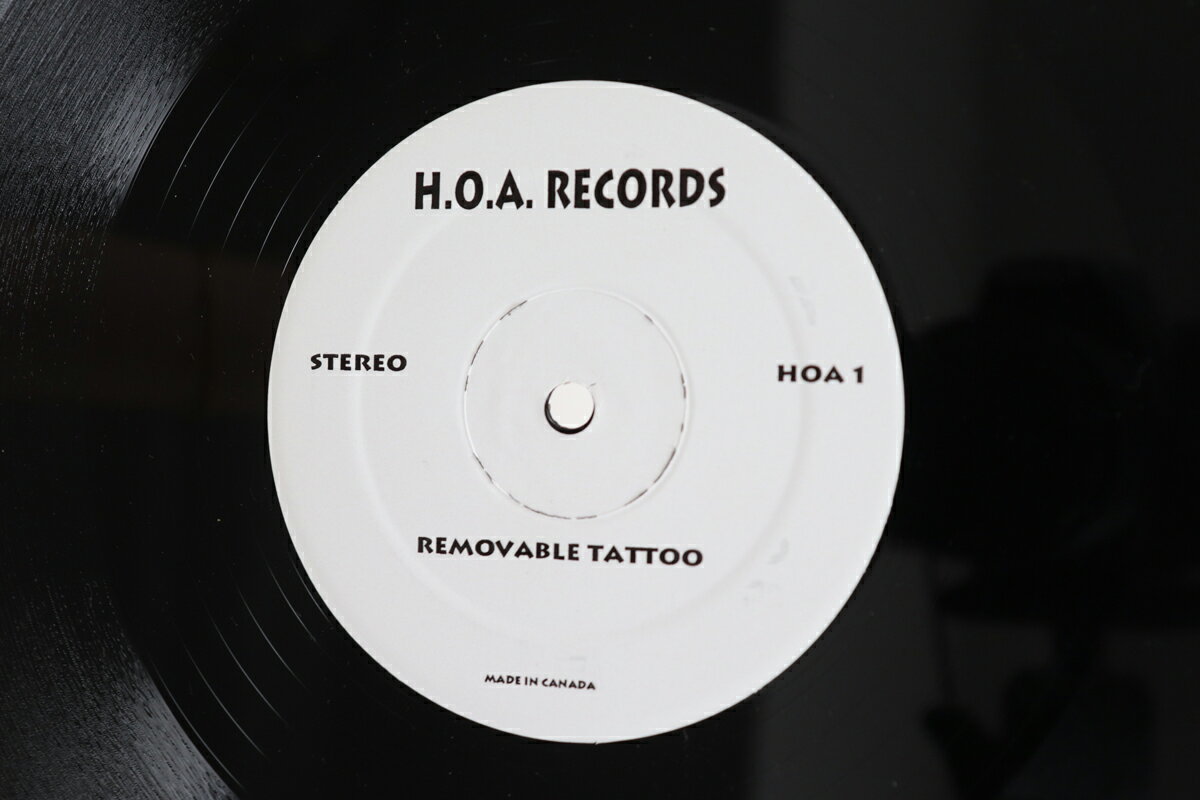 H.O.A. RECORDS
STEREO
HOA 1
REMOVABLE TATTOO
MADE IN CANADA